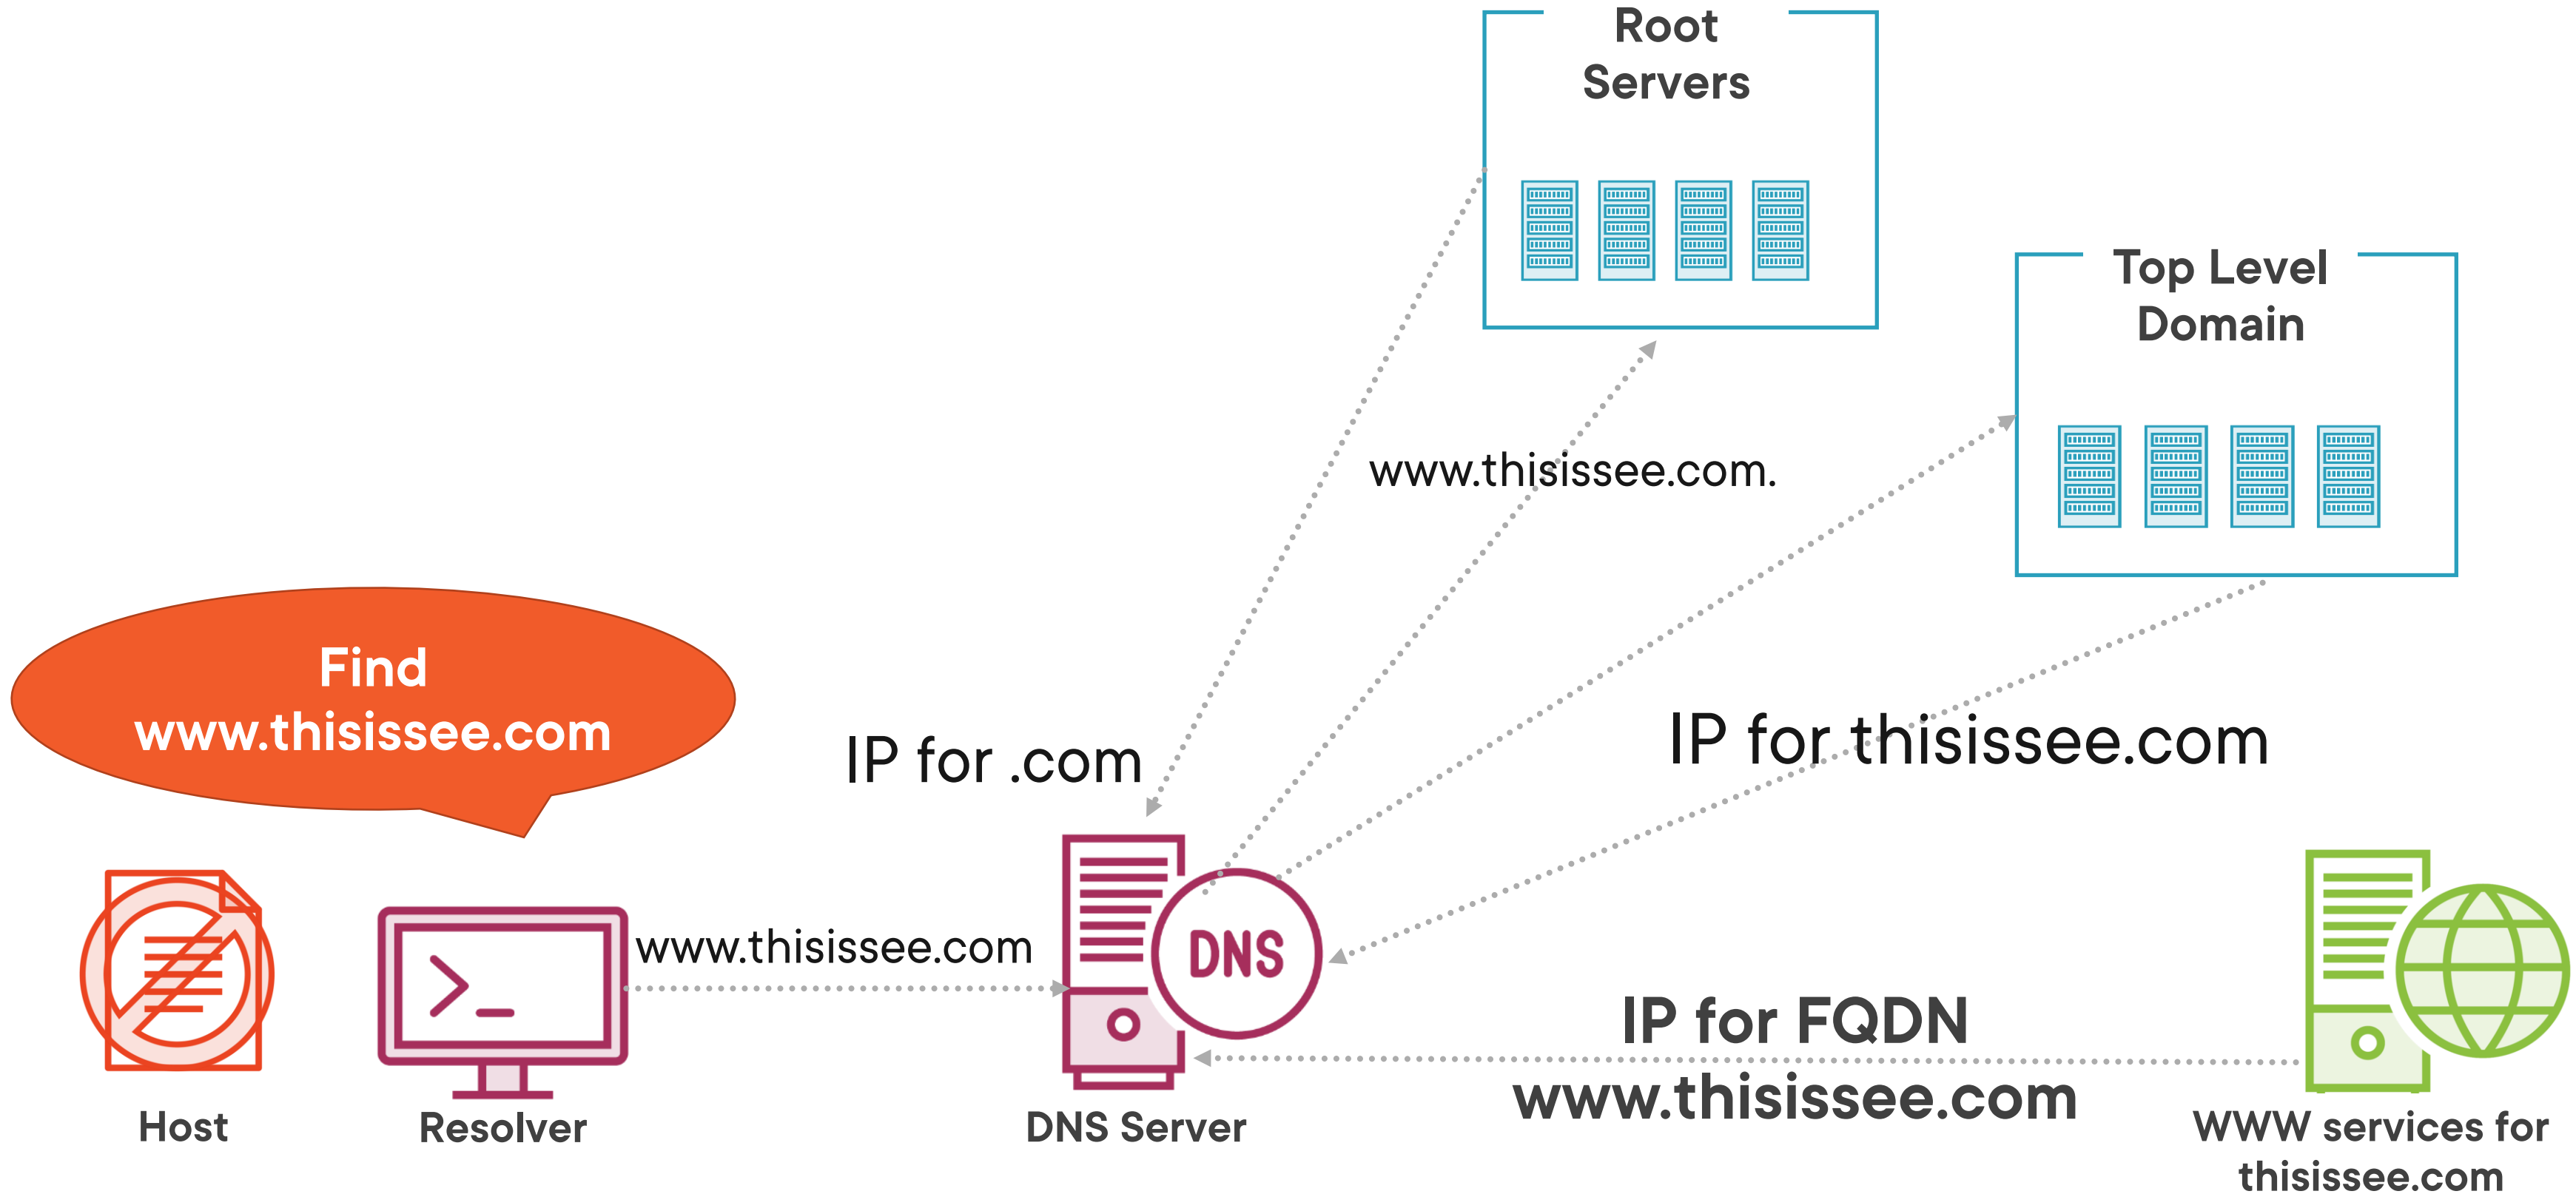 Root
Servers
Top Level
Domain
www.thisissee.com.
Find
www.thisissee.com
IP for .com
IP for thisissee.com
www.thisissee.com
DNS
IP for FQDN
www.thisissee.com
Host
Resolver
DNS Server
WWW services for
thisissee.com